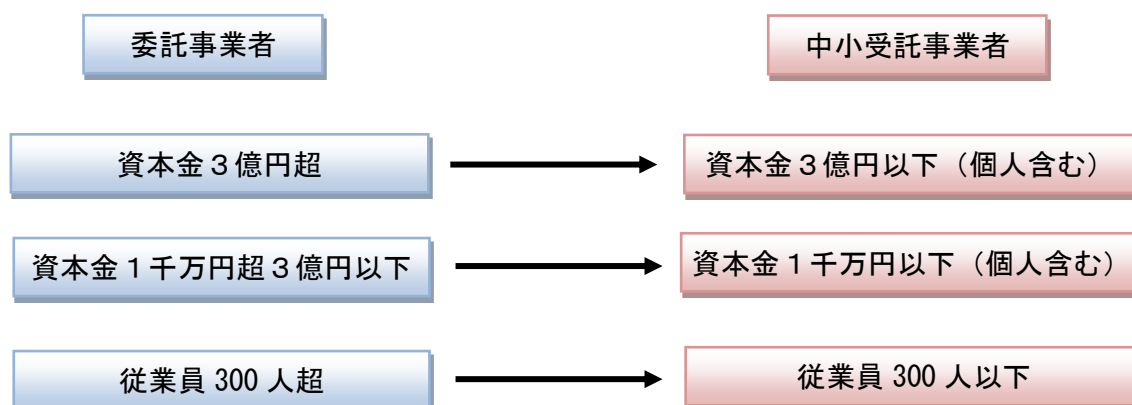 委託事業者
中小受託事業者
資本金３億円超
資本金３億円以下（個人含む）
資本金１千万円超３億円以下
資本金１千万円以下（個人含む）
従業員 300 人超
従業員 300 人以下